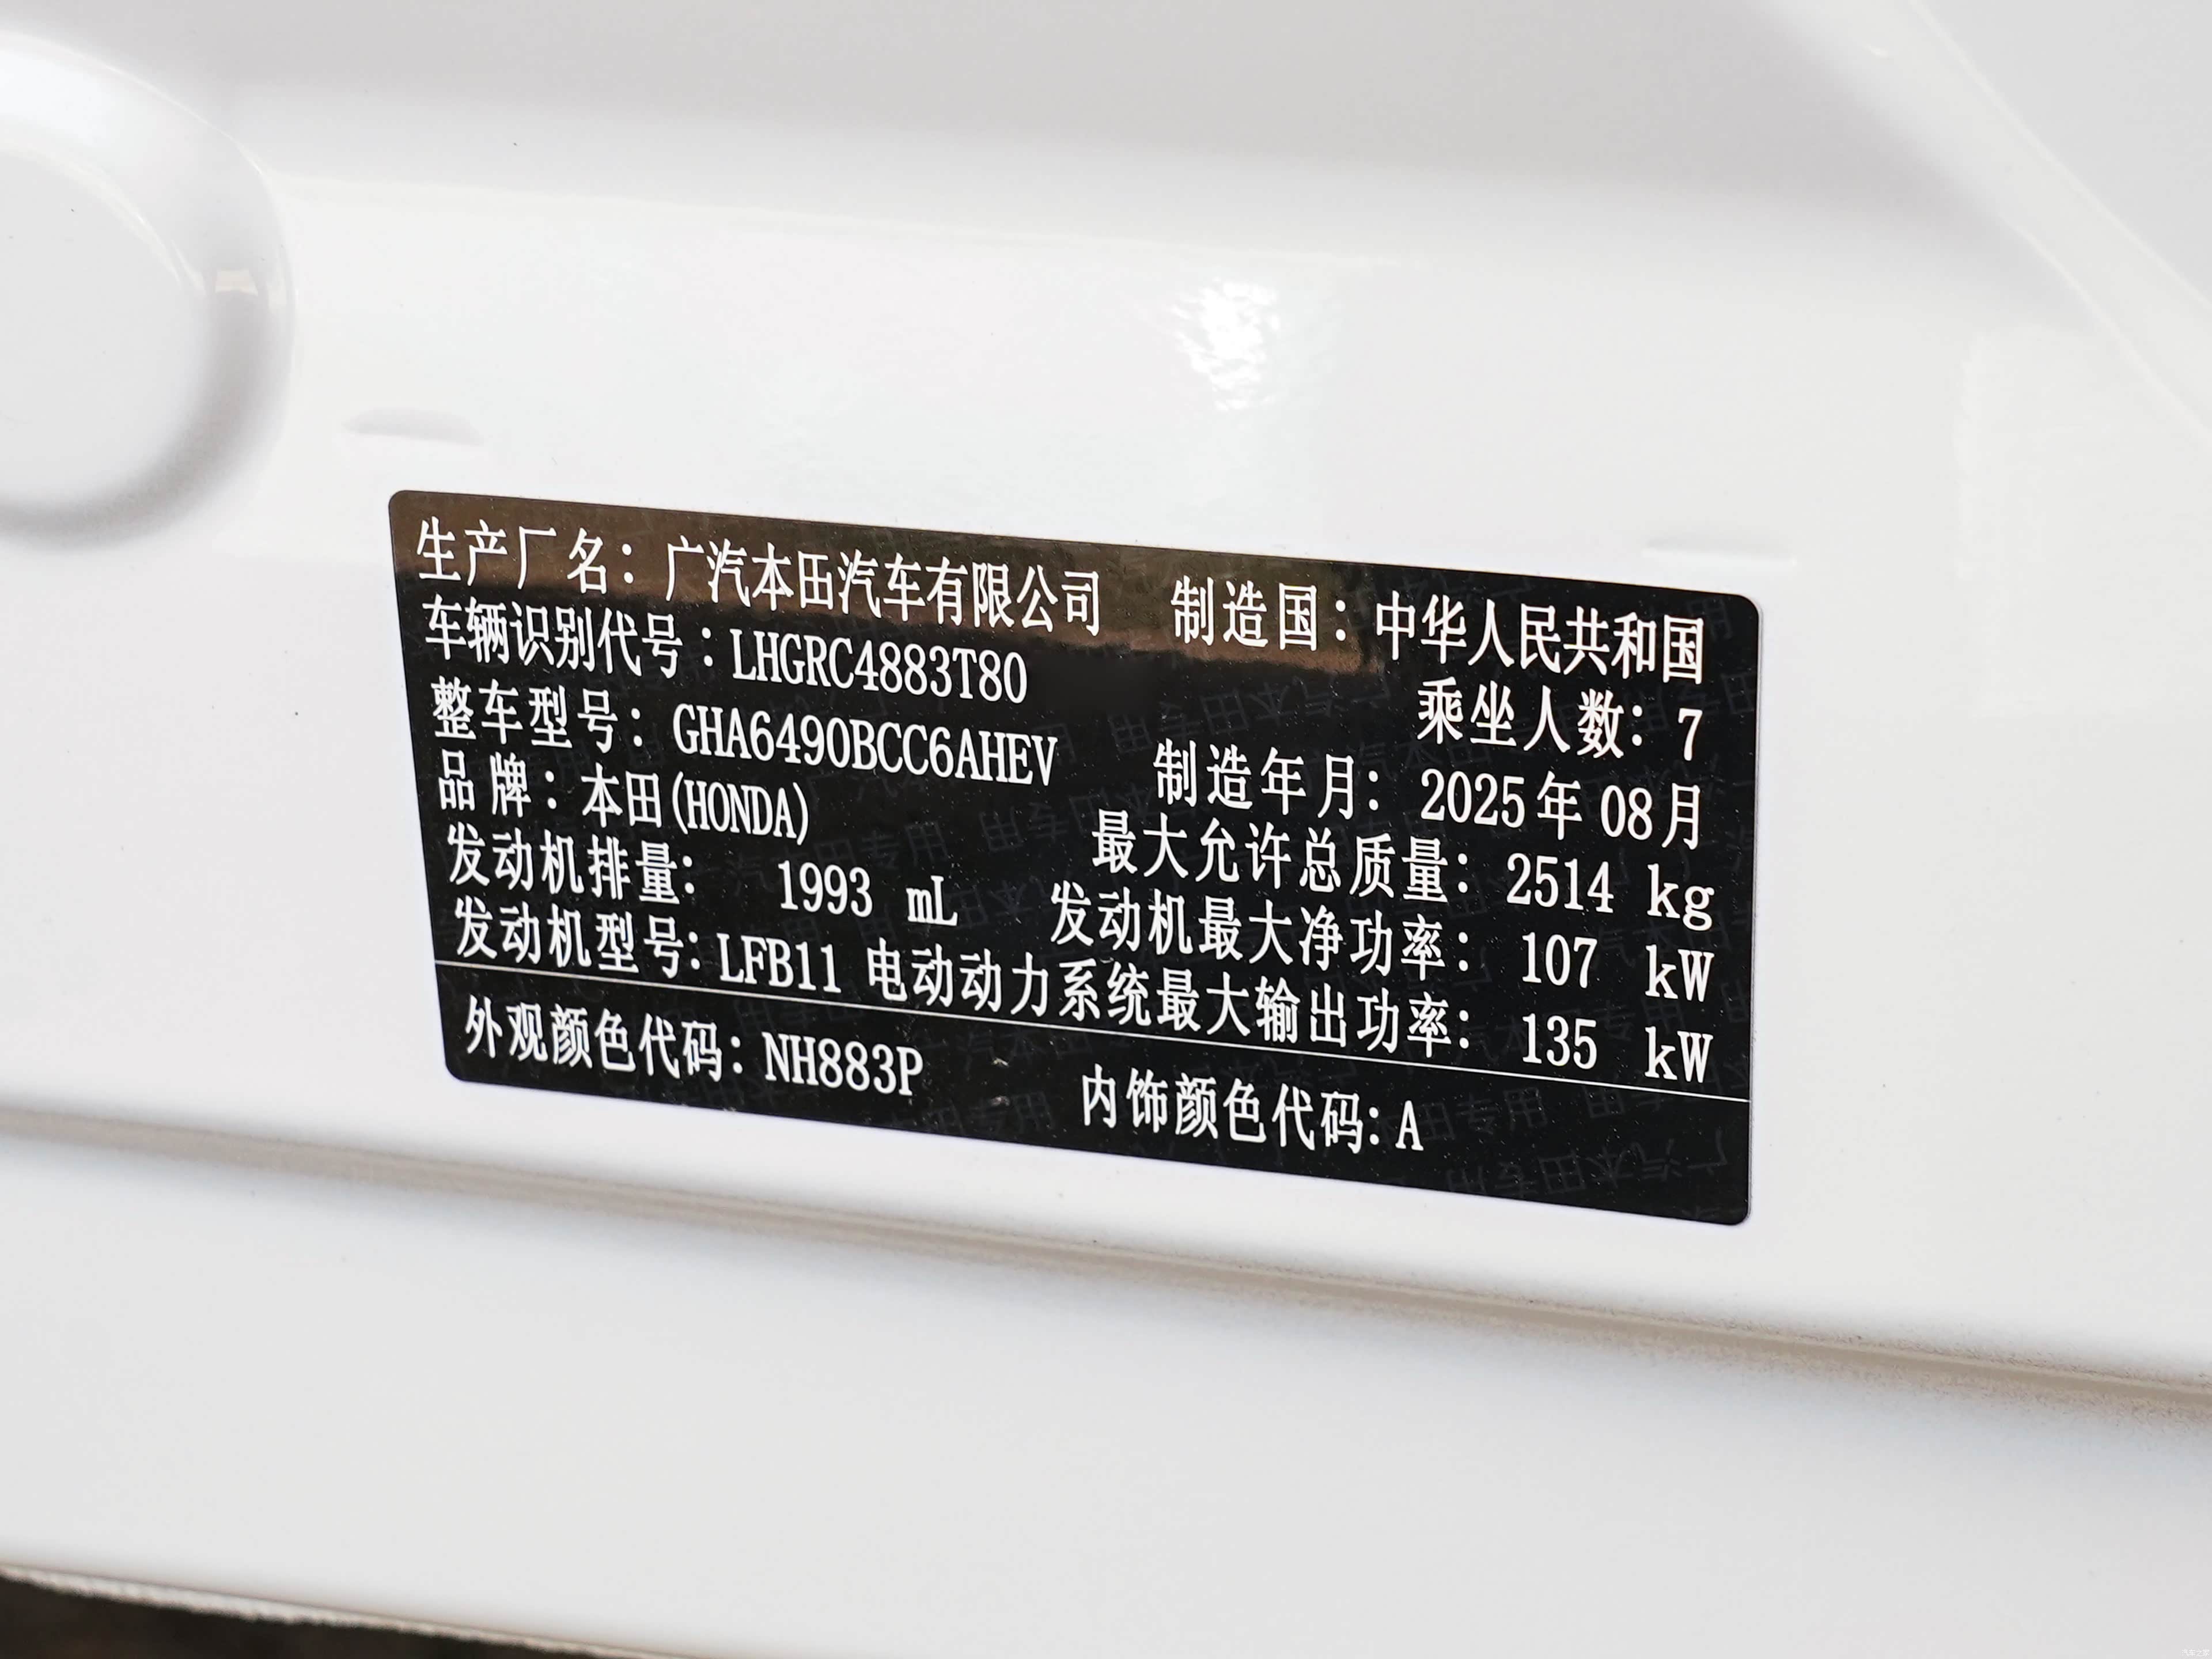 生产厂名：广汽本田汽车有限公司 制造国：中华人民共和国
车辆识别代号：LHGRC4883T80 乘坐人数：7
整车型号：GHA6490BCC6AHEV 制造年月：2025年08月
品牌：本田(HONDA) 最大允许总质量：2514 kg
发动机排量： 1993 mL 发动机最大净功率： 107 kW
发动机型号：LFB11 电动动力系统最大输出功率： 135 kW
外观颜色代码：NH883P 内饰颜色代码：A
汽车之家